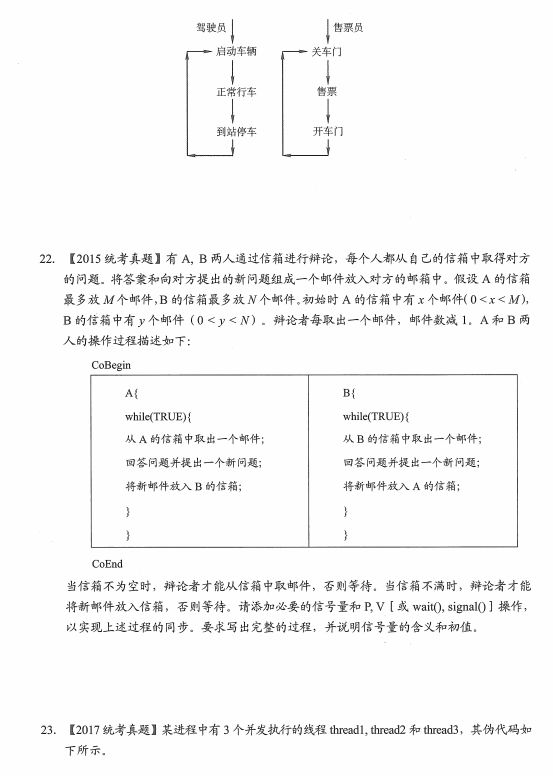 驾驶员 售票员
启动车辆 关车门
正常行车 售票
到站停车 开车门
22. 【2015 统考真题】有 A, B 两人通过信箱进行辩论，每个人都从自己的信箱中取得对方
的问题。将答案和向对方提出的新问题组成一个邮件放入对方的邮箱中。假设 A 的信箱
最多放 M 个邮件，B 的信箱最多放 N 个邮件。初始时 A 的信箱中有 x 个邮件（0 < x < M），
B 的信箱中有 y 个邮件（0 < y < N）。辩论者每取出一个邮件，邮件数减 1。A 和 B 两
人的操作过程描述如下：
CoBegin
A{ B{
while(TRUE){ while(TRUE){
从 A 的信箱中取出一个邮件； 从 B 的信箱中取出一个邮件；
回答问题并提出一个新问题； 回答问题并提出一个新问题；
将新邮件放入 B 的信箱； 将新邮件放入 A 的信箱；
} }
} }
CoEnd
当信箱不为空时，辩论者才能从信箱中取邮件，否则等待。当信箱不满时，辩论者才能
将新邮件放入信箱，否则等待。请添加必要的信号量和 P, V［或 wait(), signal()］操作，
以实现上述过程的同步。要求写出完整的过程，并说明信号量的含义和初值。
23. 【2017 统考真题】某进程中有 3 个并发执行的线程 thread1, thread2 和 thread3，其伪代码如
下所示。